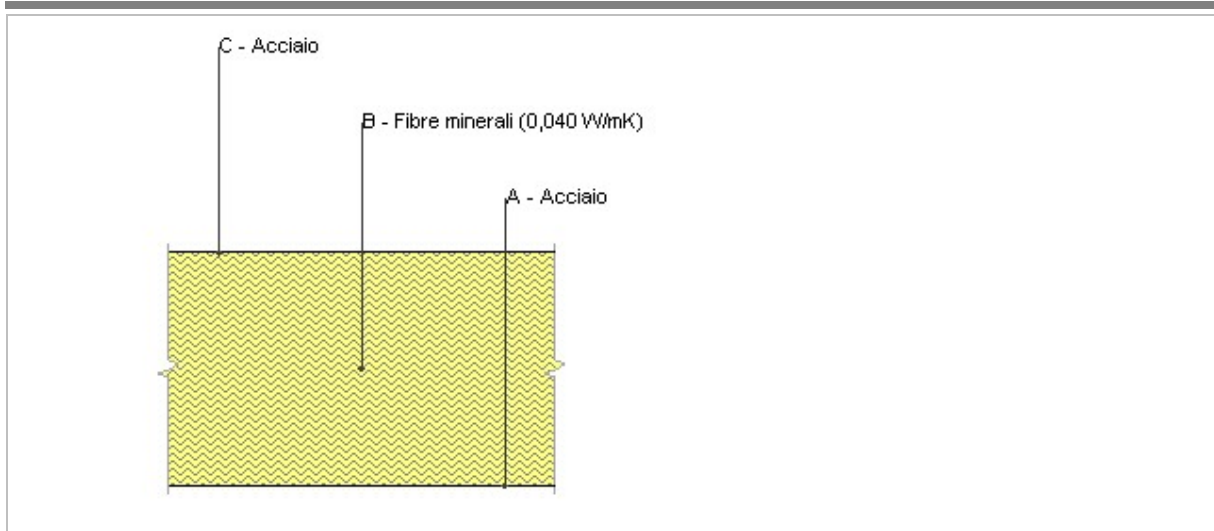 C - Acciaio
B - Fibre minerali (0,040 W/mK)
A - Acciaio